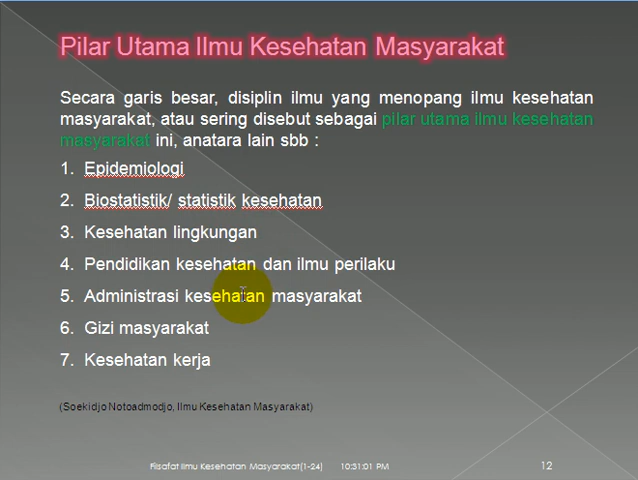 Pilar Utama Ilmu Kesehatan Masyarakat
Secara garis besar, disiplin ilmu yang menopang ilmu kesehatan
masyarakat, atau sering disebut sebagai pilar utama ilmu kesehatan
masyarakat ini, anatara lain sbb :
1. Epidemiologi
2. Biostatistik/ statistik kesehatan
3. Kesehatan lingkungan
4. Pendidikan kesehatan dan ilmu perilaku
5. Administrasi kesehatan masyarakat
6. Gizi masyarakat
7. Kesehatan kerja
(Soekidjo Notoadmodjo, Ilmu Kesehatan Masyarakat)
Flisafat Ilmu Kesehatan Masyarakat(1-24) 10:31:01 PM 12